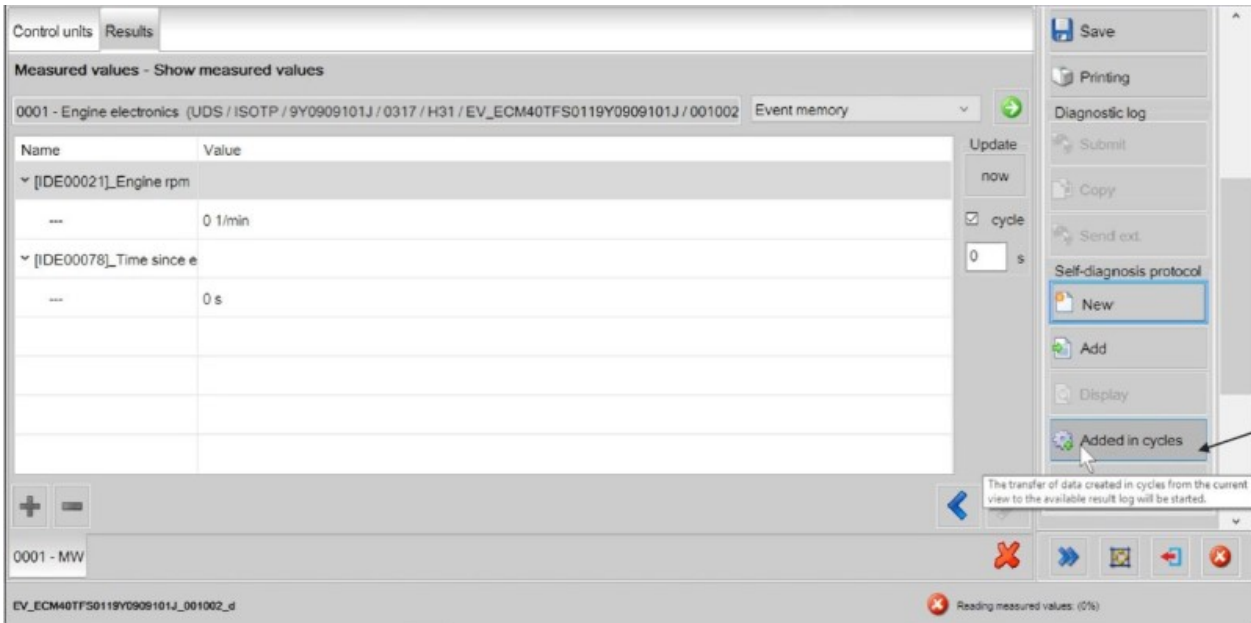 Control units Results
Measured values - Show measured values
0001 - Engine electronics (UDS / ISOTP / 9Y0909101J / 0317 / H31 / EV_ECM40TFS0119Y0909101J / 001002
Event memory
Name Value
[IDE00021]_Engine rpm
--- 0 1/min
[IDE00078]_Time since e
--- 0 s
Update
now
cycle
0 s
0001 - MW
EV_ECM40TFS0119Y0909101J_001002_d
Reading measured values: (0%)
Save
Printing
Diagnostic log
Submit
Copy
Send ext.
Self-diagnosis protocol
New
Add
Display
Added in cycles
The transfer of data created in cycles from the current
view to the available result log will be started.